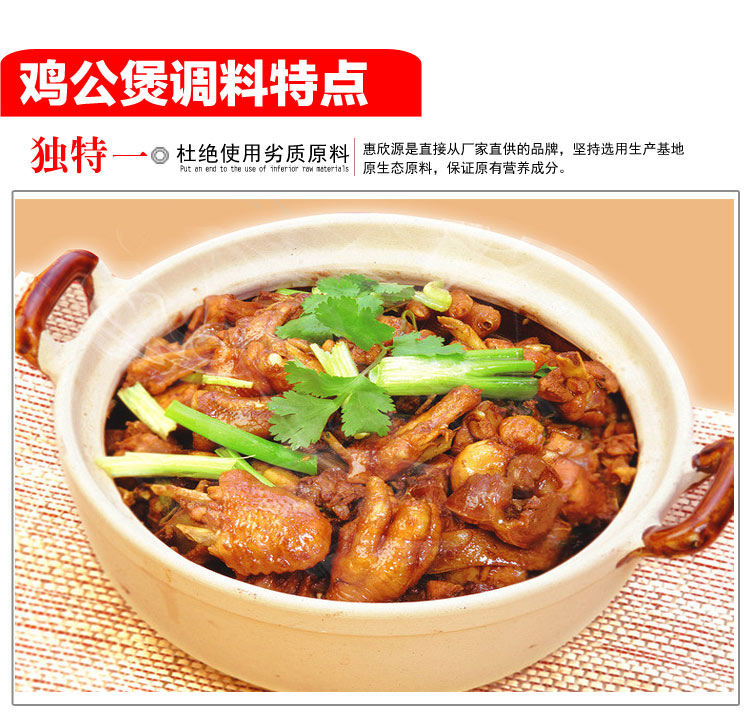 鸡公煲调料特点
独特一 杜绝使用劣质原料
Put an end to the use of inferior raw materials
惠欣源是直接从厂家直供的品牌，坚持选用生产基地
原生态原料，保证原有营养成分。